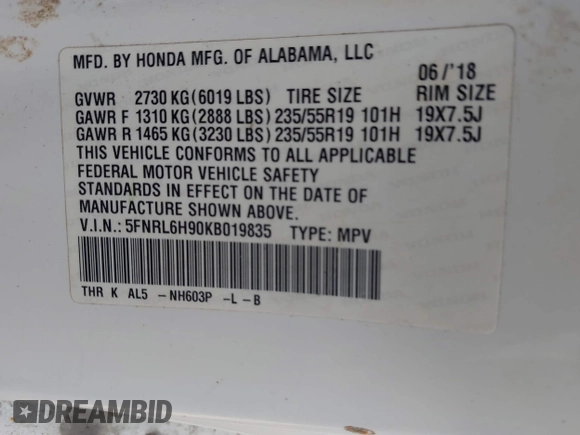 MFD. BY HONDA MFG. OF ALABAMA, LLC
06/'18
GVWR 2730 KG(6019 LBS) TIRE SIZE RIM SIZE
GAWR F 1310 KG(2888 LBS)235/55R19 101H 19X7.5J
GAWR R 1465 KG(3230 LBS)235/55R19 101H 19X7.5J
THIS VEHICLE CONFORMS TO ALL APPLICABLE
FEDERAL MOTOR VEHICLE SAFETY
STANDARDS IN EFFECT ON THE DATE OF
MANUFACTURE SHOWN ABOVE.
V.I.N.:5FNRL6H90KB019835 TYPE: MPV
THR K AL5 -NH603P -L-B
DREAMBID